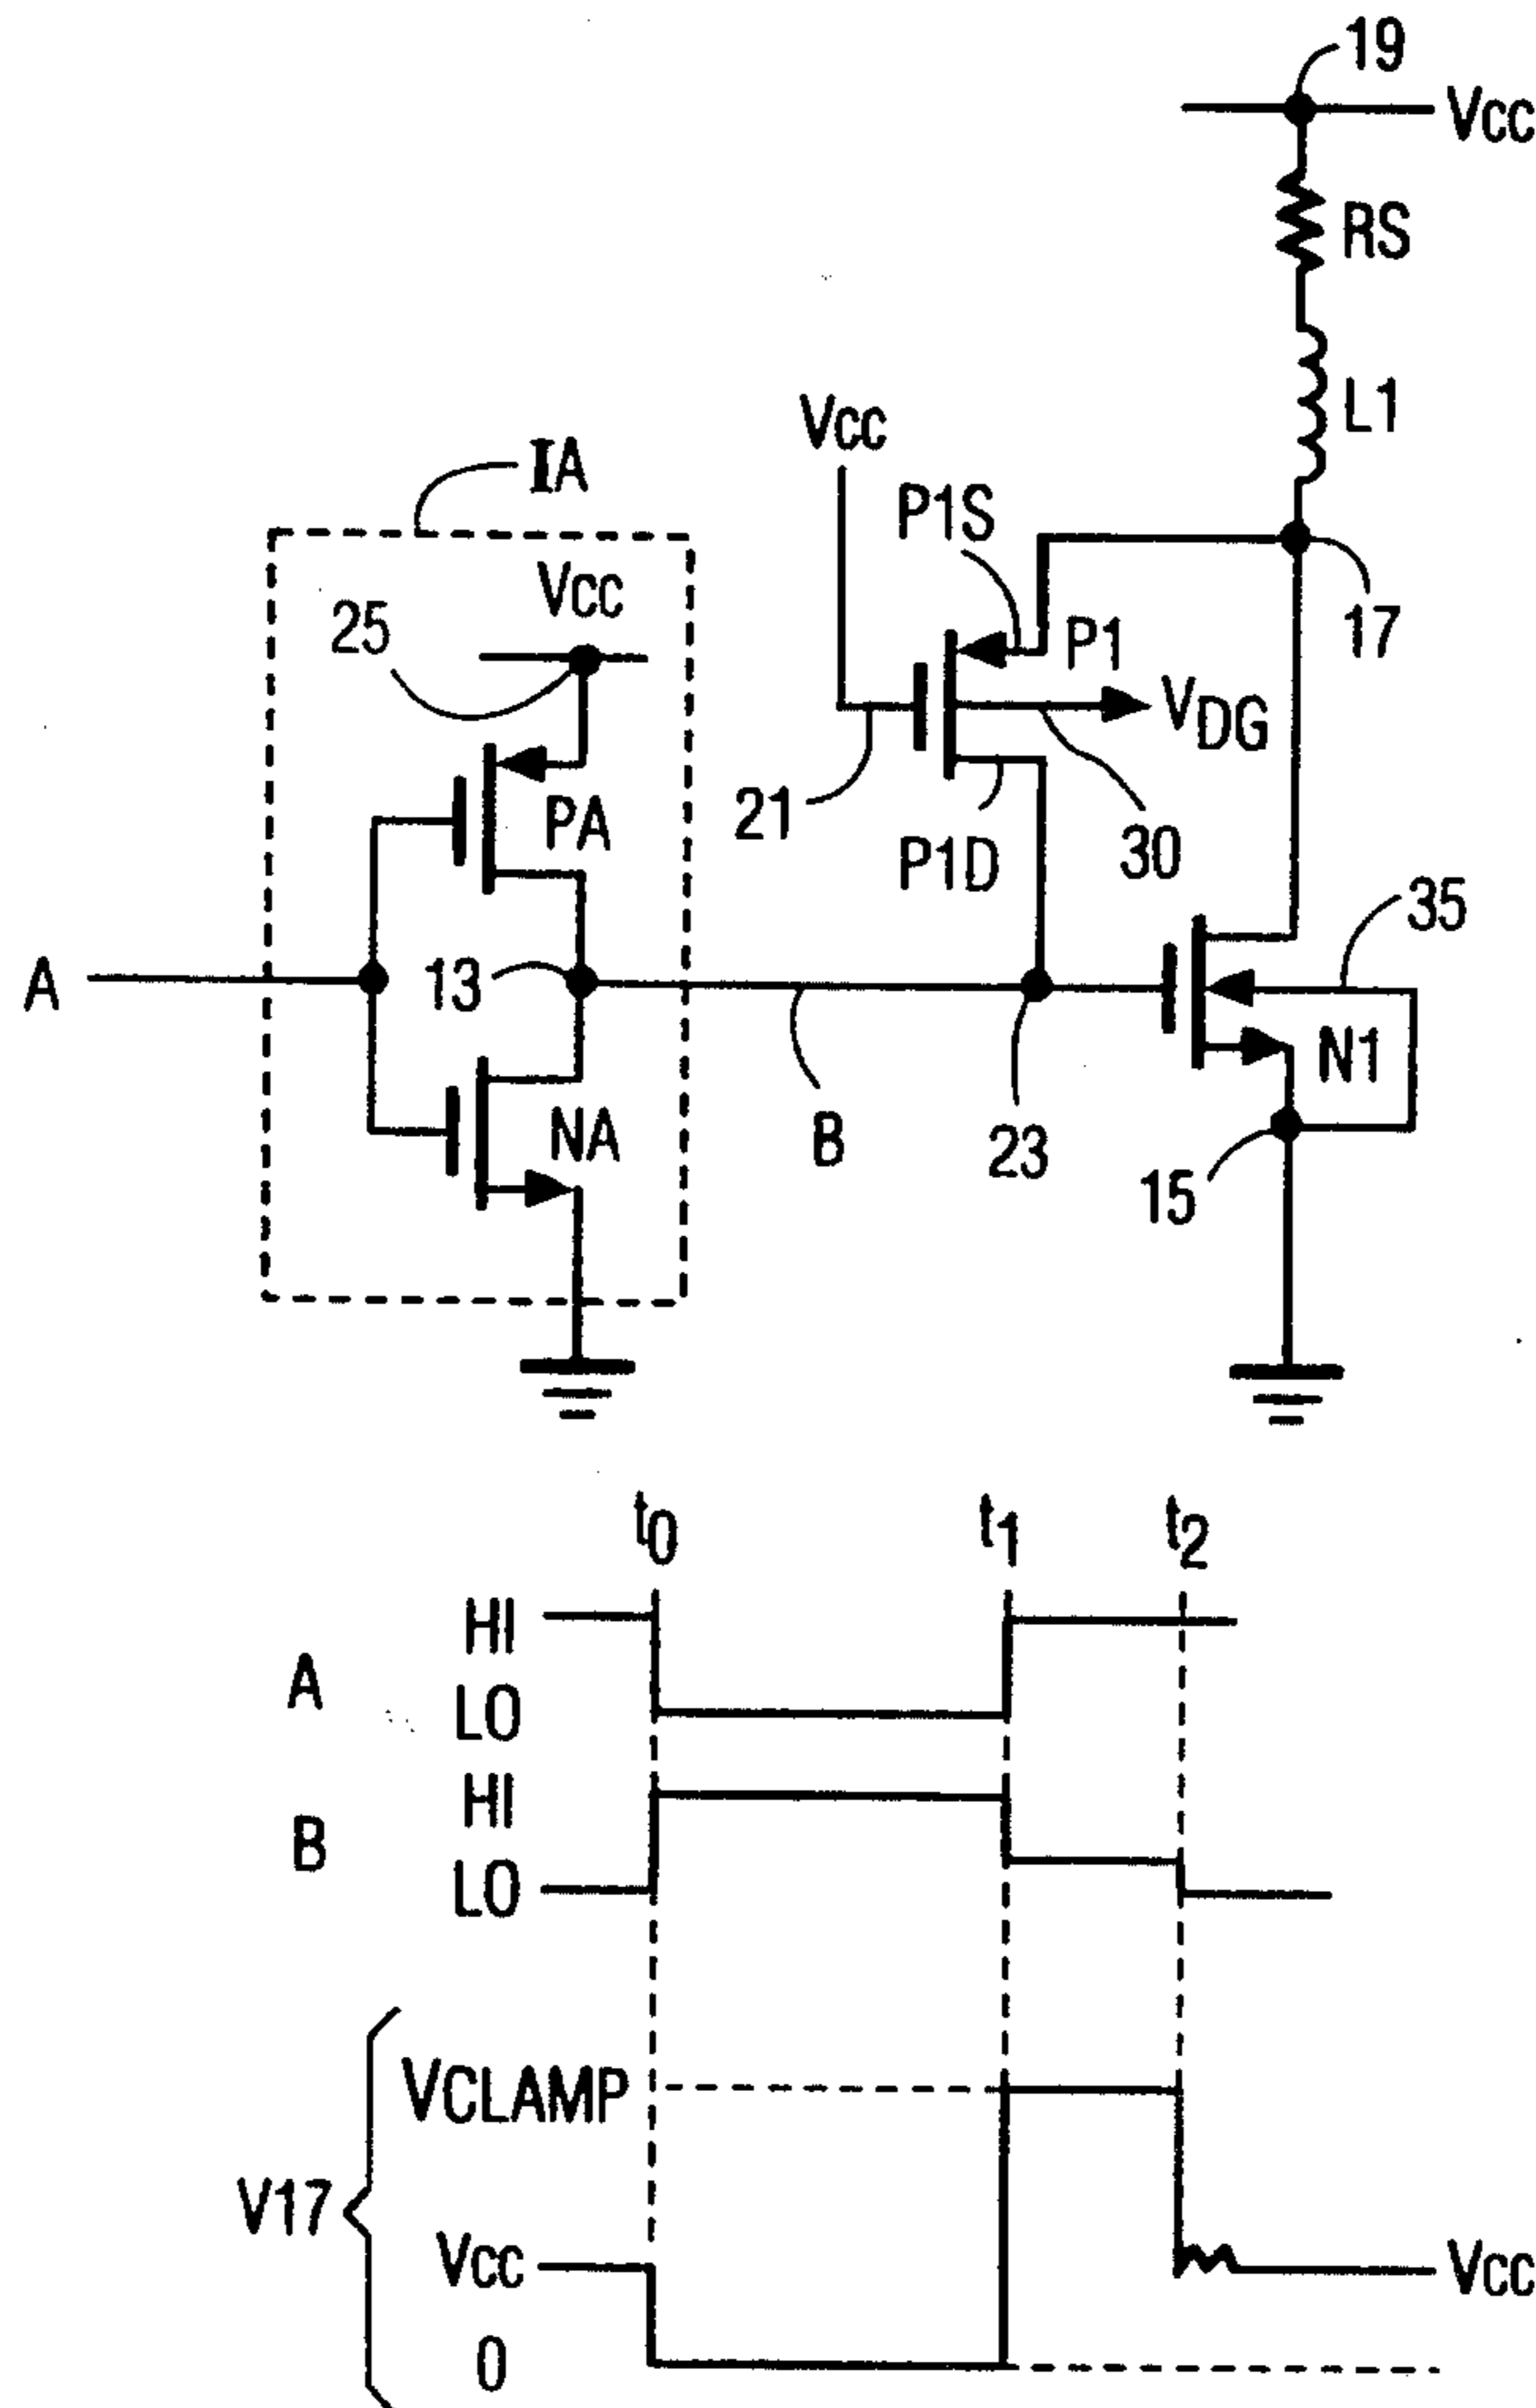 19
Vcc
RS
L1
Vcc
P1S
IA
Vcc
25
P1
17
VDG
21
PA
P1D
30
35
A
13
B
23
N1
NA
15
t0
t1
t2
A
HI
LO
B
HI
LO
VCLAMP
V17
Vcc
Vcc
0